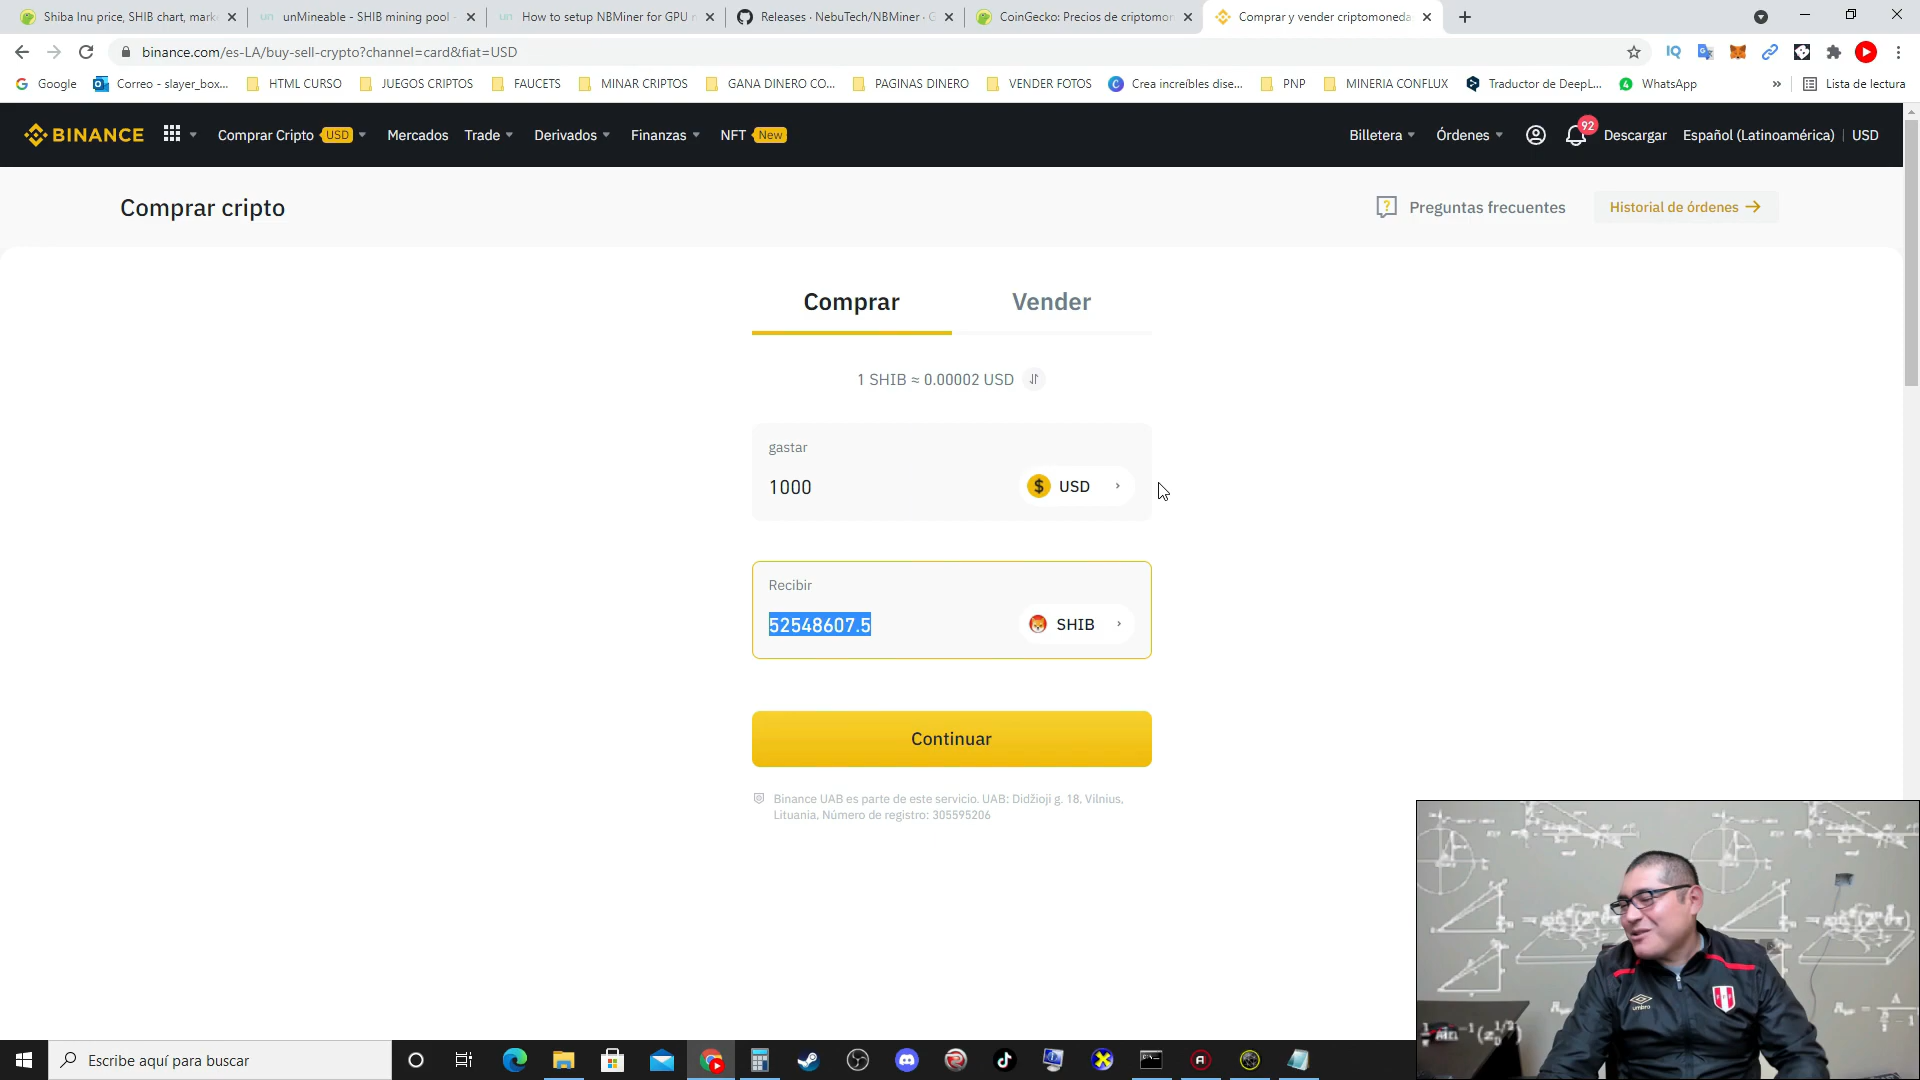 Shiba Inu price, SHIB chart, mark
unMineable - SHIB mining pool
How to setup NBMiner for GPU
Releases · NebuTech/NBMiner · G
CoinGecko: Precios de criptomo
Comprar y vender criptomoneda
binance.com/es-LA/buy-sell-crypto?channel=card&fiat=USD
Google
Correo - slayer_box...
HTML CURSO
JUEGOS CRIPTOS
FAUCETS
MINAR CRIPTOS
GANA DINERO CO...
PAGINAS DINERO
VENDER FOTOS
Crea increíbles dise...
PNP
MINERIA CONFLUX
Traductor de DeepL...
WhatsApp
»
Lista de lectura
BINANCE
Comprar Cripto USD
Mercados
Trade
Derivados
Finanzas
NFT New
Billetera
Órdenes
92
Descargar
Español (Latinoamérica)
USD
Comprar cripto
Preguntas frecuentes
Historial de órdenes
Comprar
Vender
1 SHIB ≈ 0.00002 USD
gastar
1000
USD
Recibir
52548607.5
SHIB
Continuar
Binance UAB es parte de este servicio. UAB: Didžioji g. 18, Vilnius,
Lituania, Número de registro: 305595206
umbro
Escribe aquí para buscar